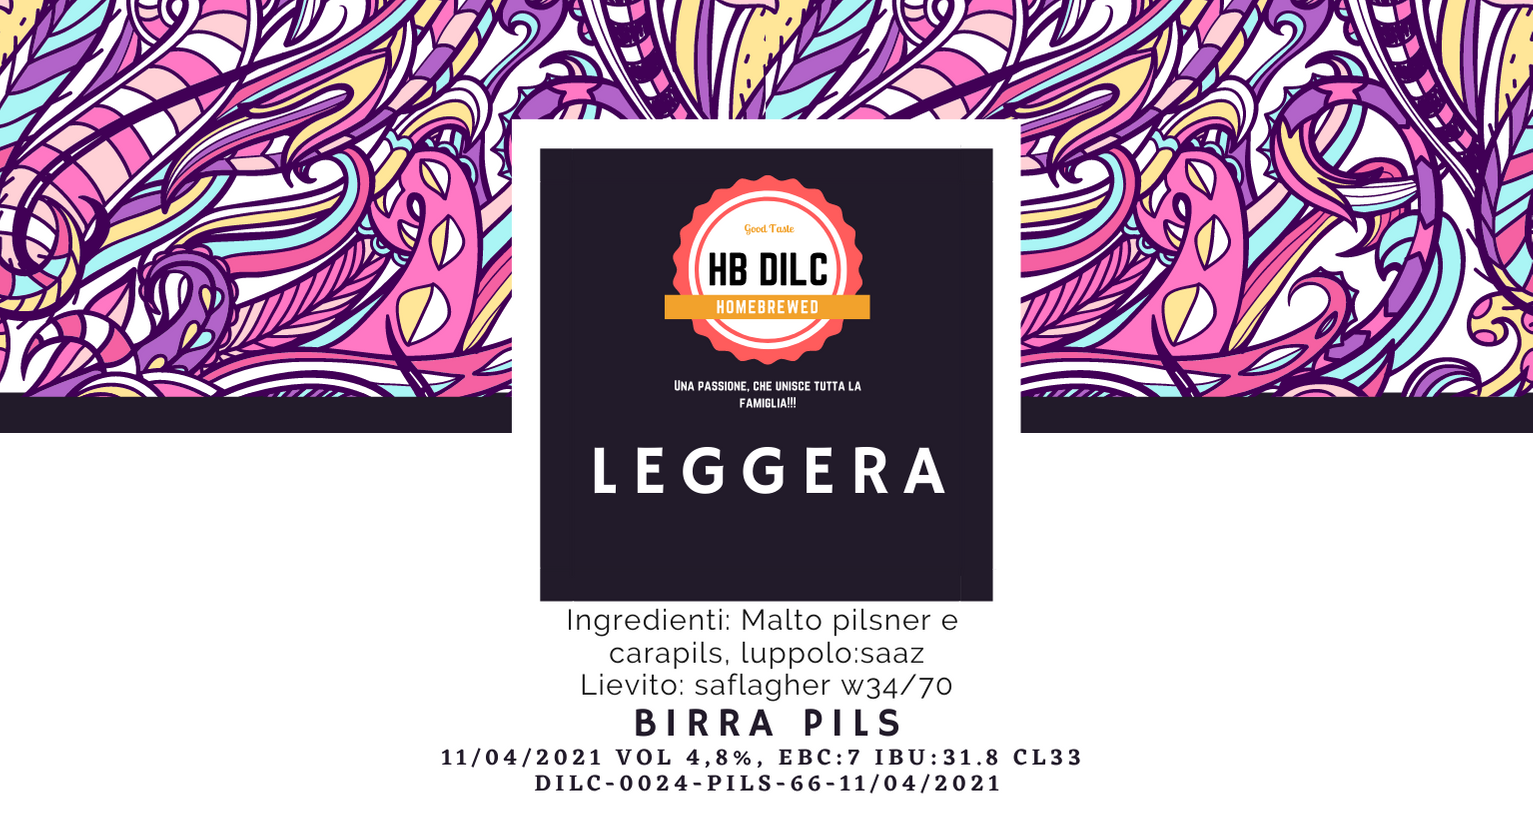 Good Taste
HB DILC
HOMEBREWED
Una passione, che unisce tutta la
famiglia!!!
LEGGERA
Ingredienti: Malto pilsner e
carapils, luppolo:saaz
Lievito: saflagher w34/70
BIRRA PILS
11/04/2021 VOL 4,8%, EBC:7 IBU:31.8 CL33
DILC-0024-PILS-66-11/04/2021